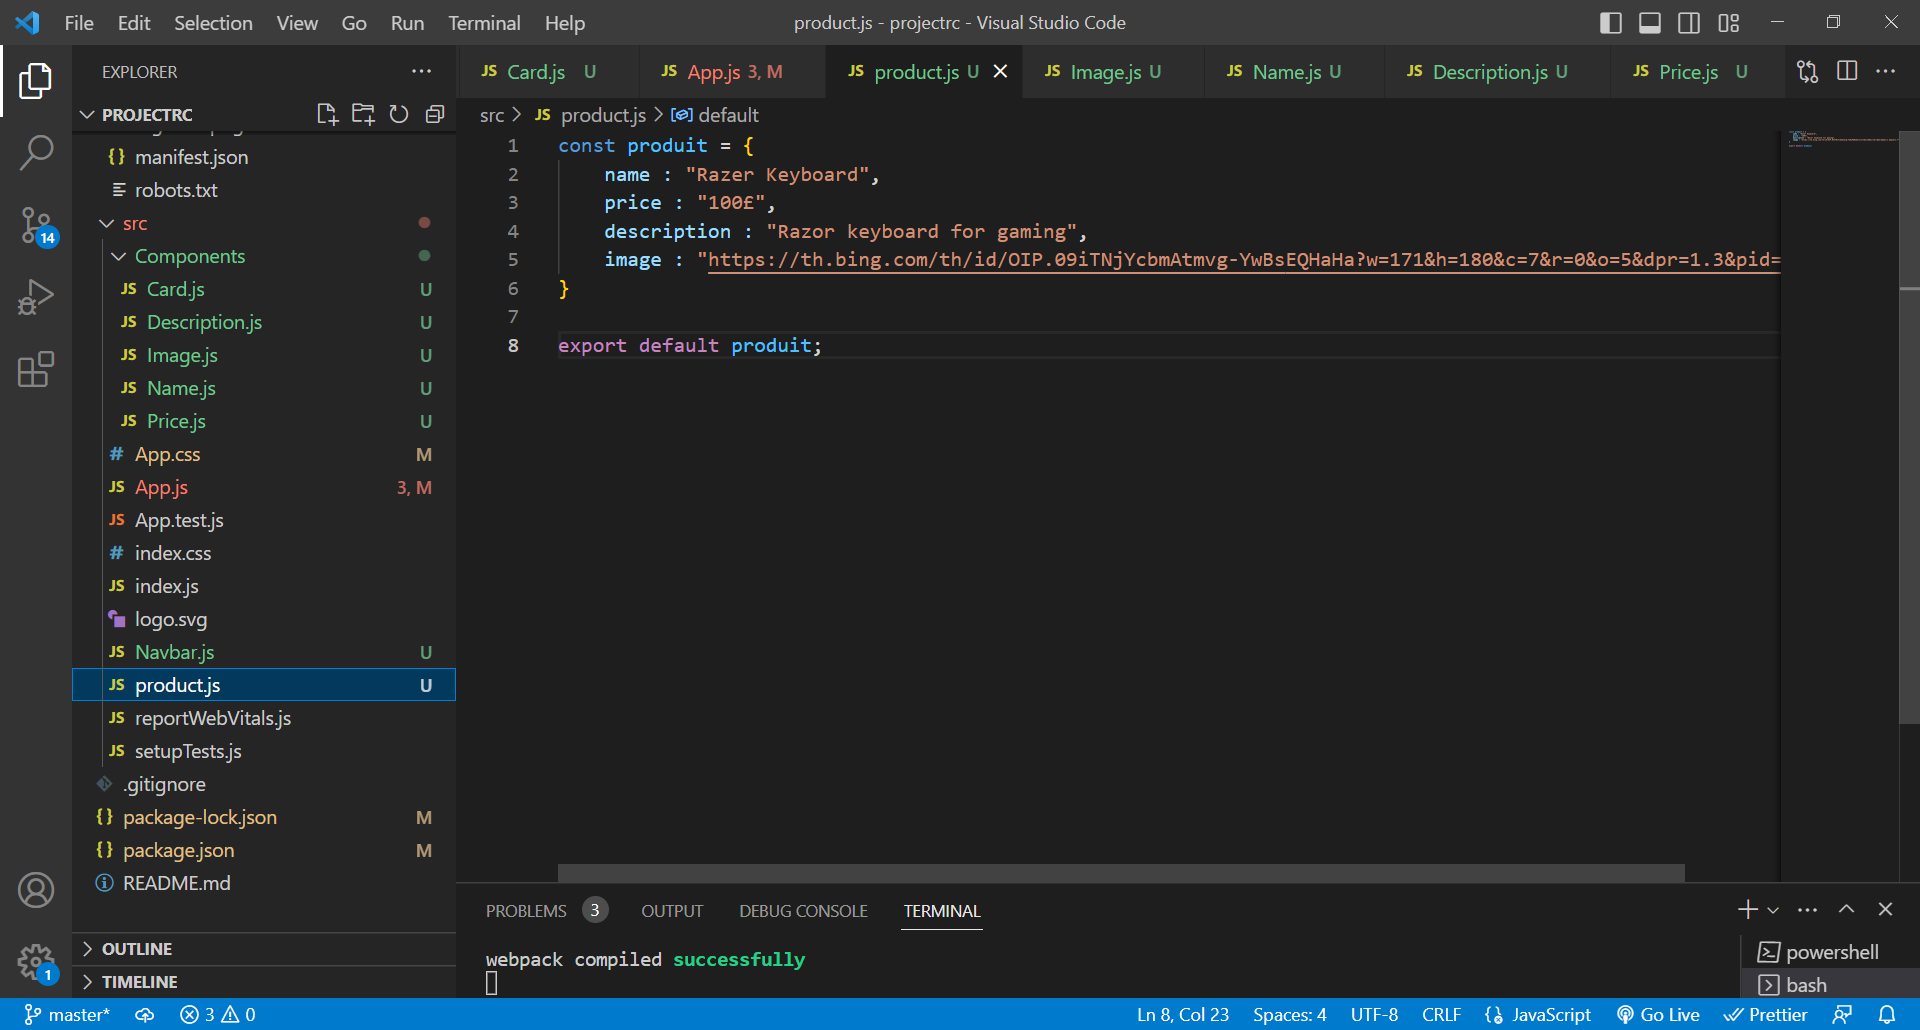 File Edit Selection View Go Run Terminal Help
product.js - projectrc - Visual Studio Code
EXPLORER
PROJECTRC
manifest.json
robots.txt
src
Components
JS Card.js U
JS Description.js U
JS Image.js U
JS Name.js U
JS Price.js U
# App.css M
JS App.js 3, M
JS App.test.js
# index.css
JS index.js
logo.svg
JS Navbar.js U
JS product.js U
JS reportWebVitals.js
JS setupTests.js
.gitignore
{} package-lock.json M
{} package.json M
README.md
OUTLINE
TIMELINE
JS Card.js U
JS App.js 3, M
JS product.js U
JS Image.js U
JS Name.js U
JS Description.js U
JS Price.js U
src > JS product.js > default
1 const produit = {
2 name : "Razer Keyboard",
3 price : "100£",
4 description : "Razor keyboard for gaming",
5 image : "https://th.bing.com/th/id/OIP.09iTNjYcbmAtmvg-YwBsEQHaHa?w=171&h=180&c=7&r=0&o=5&dpr=1.3&pid=
6 }
7
8 export default produit;
PROBLEMS 3 OUTPUT DEBUG CONSOLE TERMINAL
webpack compiled successfully
powershell
bash
14
1
master* 3 0
Ln 8, Col 23 Spaces: 4 UTF-8 CRLF JavaScript Go Live Prettier